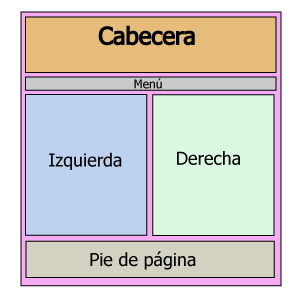 Cabecera
Menú
Izquierda
Derecha
Pie de página